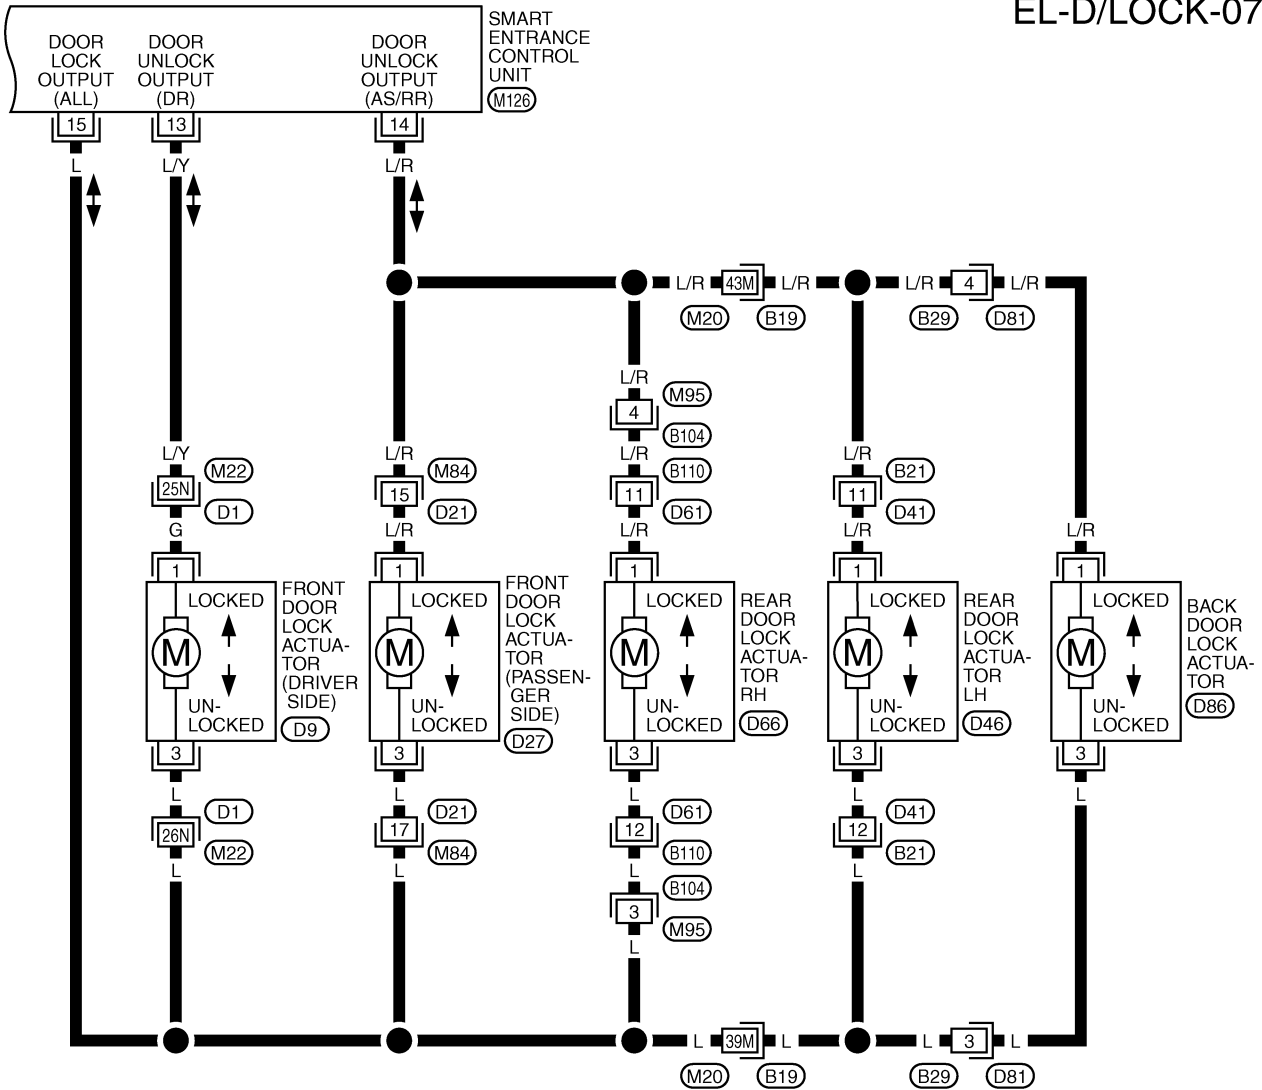 EL-D/LOCK-07
SMART
ENTRANCE
CONTROL
UNIT
M126
DOOR
LOCK
OUTPUT
(ALL)
DOOR
UNLOCK
OUTPUT
(DR)
DOOR
UNLOCK
OUTPUT
(AS/RR)
15
13
14
L
L/Y
L/R
L/R
43M
L/R
L/R
4
L/R
M20
B19
B29
D81
L/R
4
M95
B104
L/Y
25N
M22
D1
G
L/R
15
M84
D21
L/R
L/R
11
B110
D61
L/R
L/R
11
B21
D41
L/R
L/R
1
LOCKED
M
UN-
LOCKED
3
FRONT
DOOR
LOCK
ACTUA-
TOR
(DRIVER
SIDE)
D9
1
LOCKED
M
UN-
LOCKED
3
FRONT
DOOR
LOCK
ACTUA-
TOR
(PASSEN-
GER
SIDE)
D27
1
LOCKED
M
UN-
LOCKED
3
REAR
DOOR
LOCK
ACTUA-
TOR
RH
D66
1
LOCKED
M
UN-
LOCKED
3
REAR
DOOR
LOCK
ACTUA-
TOR
LH
D46
1
LOCKED
M
UN-
LOCKED
3
BACK
DOOR
LOCK
ACTUA-
TOR
D86
L
26N
D1
M22
L
L
17
D21
M84
L
L
12
D61
B110
L
3
B104
M95
L
L
12
D41
B21
L
L
L
39M
L
L
3
L
M20
B19
B29
D81